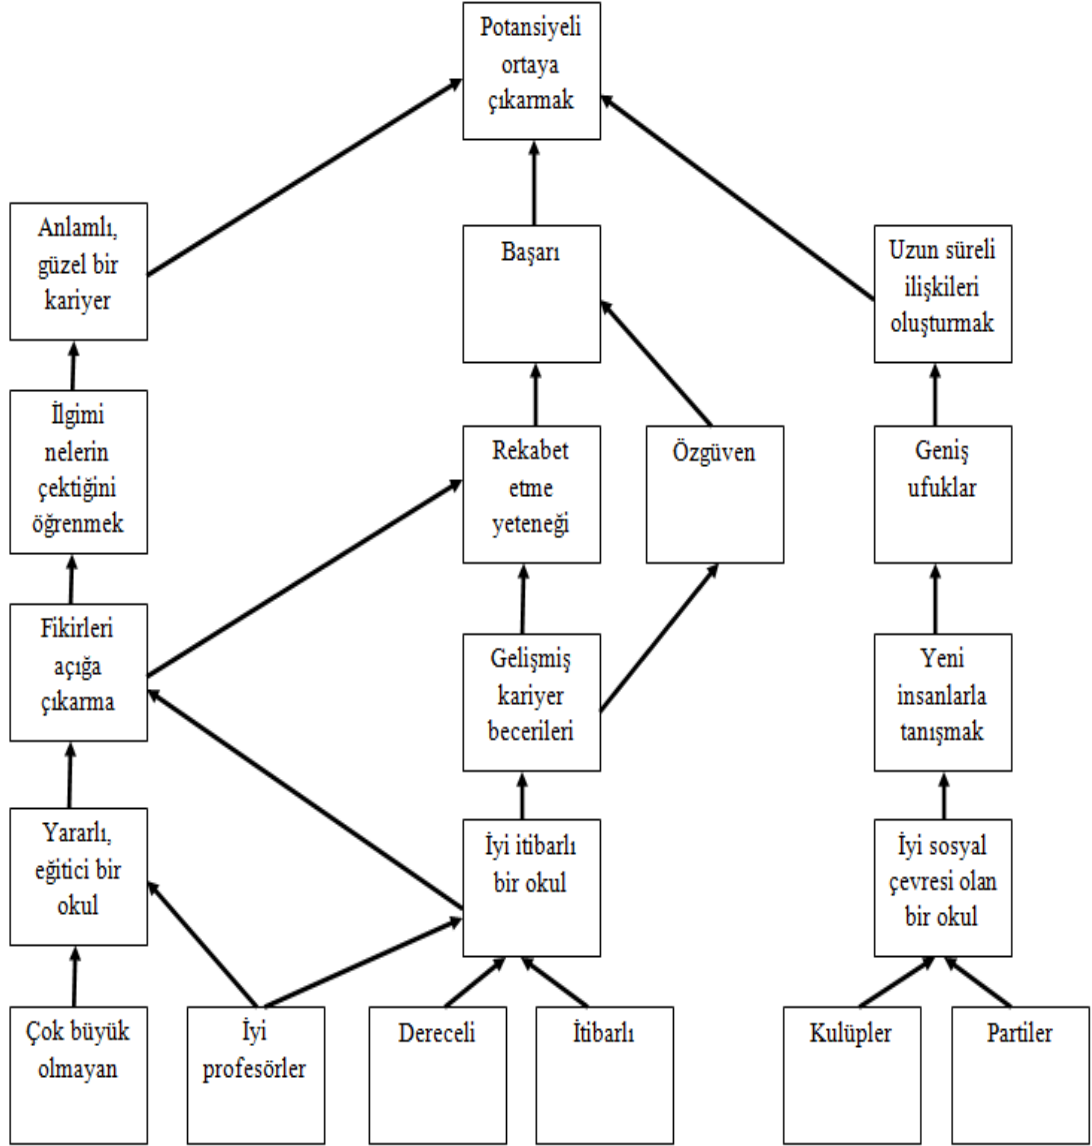 Potansiyeli
ortaya
çıkarmak
Anlamlı,
güzel bir
kariyer
Başarı
Uzun süreli
ilişkileri
oluşturmak
İlgimi
nelerin
çektiğini
öğrenmek
Rekabet
etme
yeteneği
Özgüven
Geniş
ufuklar
Fikirleri
açığa
çıkarma
Gelişmiş
kariyer
becerileri
Yeni
insanlarla
tanışmak
Yararlı,
eğitici bir
okul
İyi itibarlı
bir okul
İyi sosyal
çevresi olan
bir okul
Çok büyük
olmayan
İyi
profesörler
Dereceli
İtibarlı
Kulüpler
Partiler